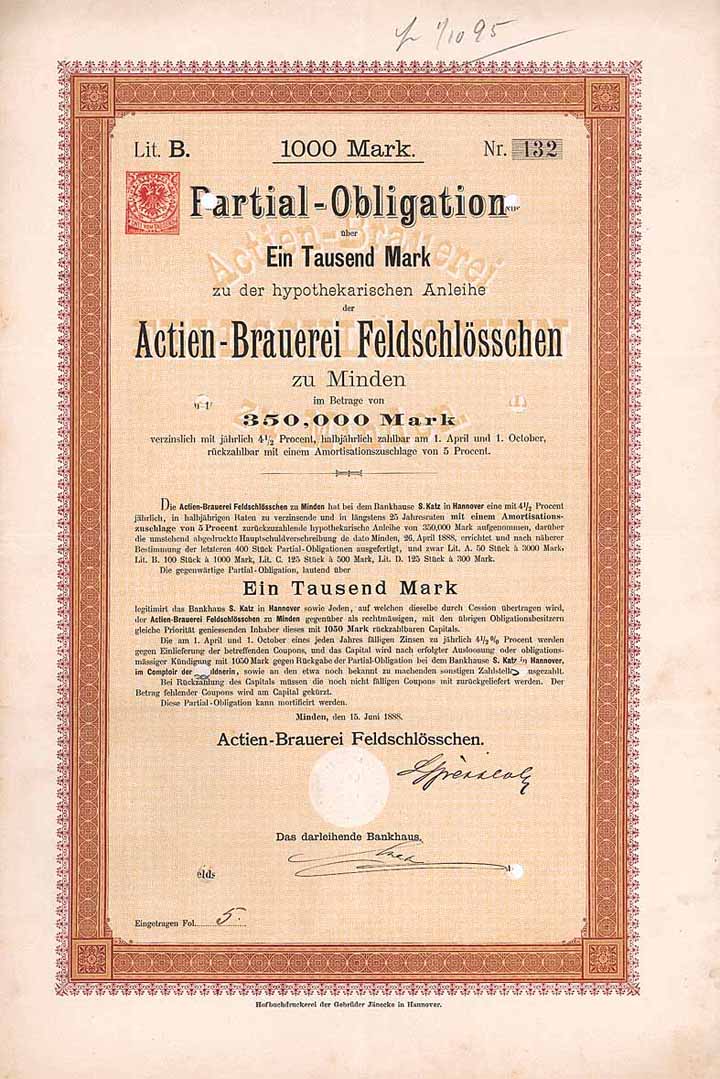 1/10 95
Lit. B. 1000 Mark. Nr. 132
Partial-Obligation
über
Ein Tausend Mark
zu der hypothekarischen Anleihe
der
Actien-Brauerei Feldschlösschen
zu Minden
im Betrage von
350,000 Mark
verzinslich mit jährlich 4½ Procent, halbjährlich zahlbar am 1. April und 1. October,
rückzahlbar mit einem Amortisationszuschlage von 5 Procent.
Die Actien-Brauerei Feldschlösschen zu Minden hat bei dem Bankhause S. Katz in Hannover eine mit 4½ Procent
jährlich, in halbjährigen Raten zu verzinsende und in längstens 25 Jahresraten mit einem Amortisations-
zuschlage von 5 Procent zurückzuzahlende hypothekarische Anleihe von 350,000 Mark aufgenommen, darüber
die umstehend abgedruckte Hauptschuldverschreibung de dato Minden, 26. April 1888, errichtet und nach näherer
Bestimmung der letzteren 400 Stück Partial-Obligationen ausgefertigt, und zwar Lit. A. 50 Stück à 3000 Mark,
Lit. B. 100 Stück à 1000 Mark, Lit. C. 125 Stück à 500 Mark, Lit. D. 125 Stück à 300 Mark.
Die gegenwärtige Partial-Obligation, lautend über
Ein Tausend Mark
legitimirt das Bankhaus S. Katz in Hannover sowie Jeden, auf welchen dieselbe durch Cession übertragen wird,
der Actien-Brauerei Feldschlösschen zu Minden gegenüber als rechtmässigen, mit den übrigen Obligationsbesitzern
gleiche Priorität geniessenden Inhaber dieses mit 1050 Mark rückzahlbaren Capitals.
Die am 1. April und 1. October eines jeden Jahres fälligen Zinsen zu jährlich 4½% Procent werden
gegen Einlieferung der betreffenden Coupons, und das Capital wird nach erfolgter Ausloosung oder obligations-
mässiger Kündigung mit 1050 Mark gegen Rückgabe der Partial-Obligation bei dem Bankhause S. Katz in Hannover,
im Comptoir der uldnerin, sowie an den etwa noch bekannt zu machenden sonstigen Zahlstellen ausgezahlt.
Bei Rückzahlung des Capitals müssen die noch nicht fälligen Coupons mit zurückgeliefert werden. Der
Betrag fehlender Coupons wird am Capital gekürzt.
Diese Partial-Obligation kann mortificirt werden.
Minden, den 15. Juni 1888.
Actien-Brauerei Feldschlösschen.
Das darleihende Bankhaus.
elds
Eingetragen Fol. 5.
Hofbuchdruckerei der Gebrüder Jänecke in Hannover.